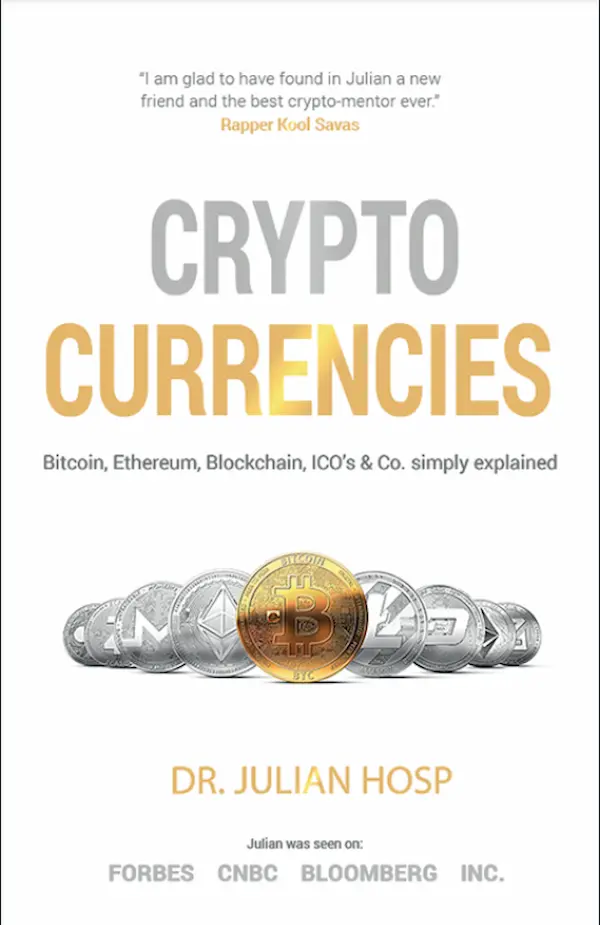 “I am glad to have found in Julian a new
friend and the best crypto-mentor ever.”
Rapper Kool Savas
CRYPTO
CURRENCIES
Bitcoin, Ethereum, Blockchain, ICO’s & Co. simply explained
BITCOIN
BTC
DR. JULIAN HOSP
Julian was seen on:
FORBES CNBC BLOOMBERG INC.